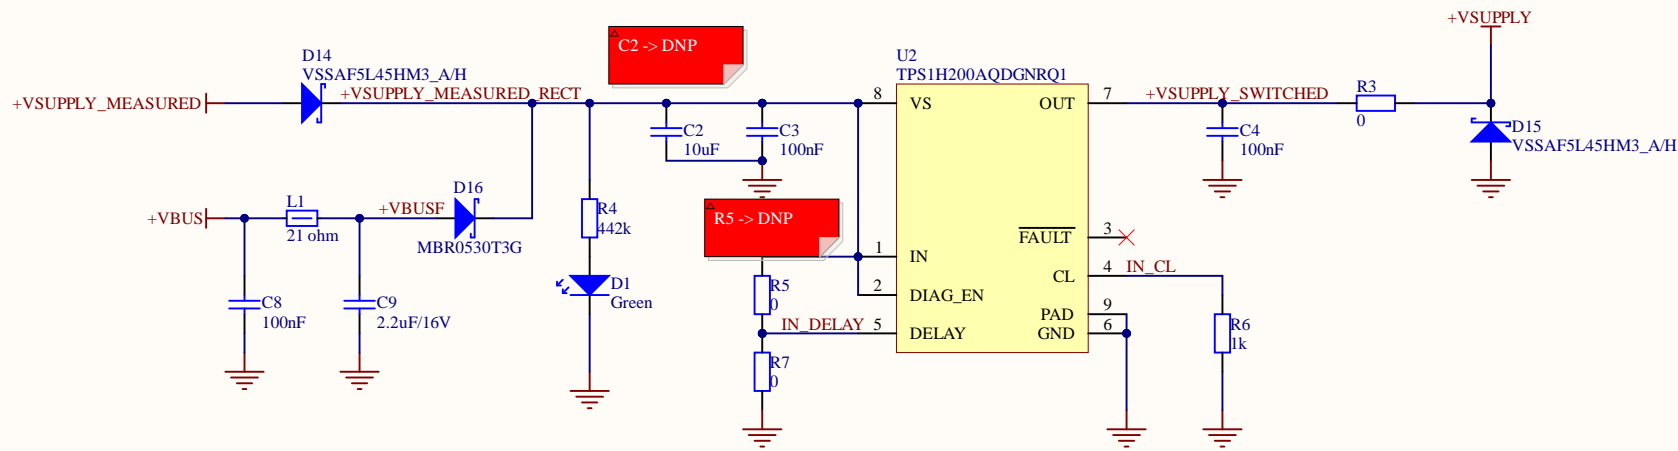 +VSUPPLY
C2 -> DNP
D14
VSSAF5L45HM3_A/H
U2
TPS1H200AQDGNRQ1
+VSUPPLY_MEASURED
+VSUPPLY_MEASURED_RECT
8
VS
OUT
7
+VSUPPLY_SWITCHED
R3
0
C2
10uF
C3
100nF
C4
100nF
D15
VSSAF5L45HM3_A/H
D16
+VBUS
L1
21 ohm
+VBUSF
MBR0530T3G
R4
442k
R5 -> DNP
FAULT
3
1
IN
CL
4
IN_CL
2
DIAG_EN
D1
Green
R5
0
C8
100nF
C9
2.2uF/16V
PAD
9
IN_DELAY
5
DELAY
GND
6
R6
1k
R7
0